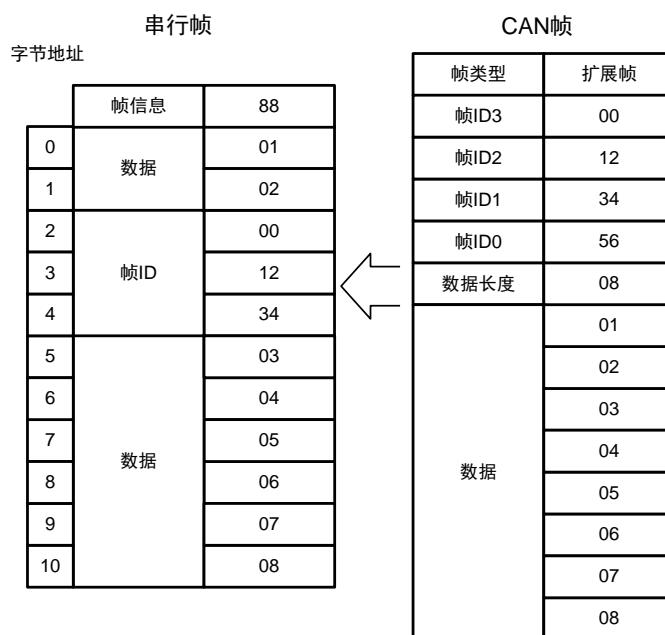 串行帧
字节地址
帧信息 88
0 数据 01
1 02
2 帧ID 00
3 12
4 34
5 数据 03
6 04
7 05
8 06
9 07
10 08
CAN帧
帧类型 扩展帧
帧ID3 00
帧ID2 12
帧ID1 34
帧ID0 56
数据长度 08
数据 01
02
03
04
05
06
07
08